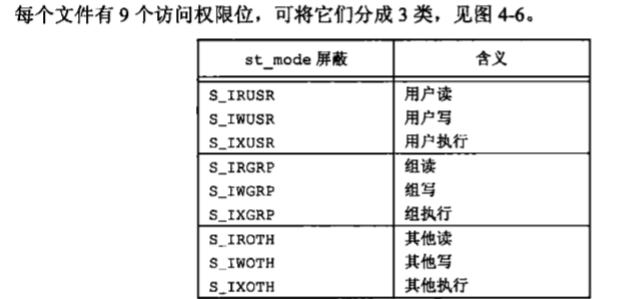 每个文件有 9 个访问权限位，可将它们分成 3 类，见图 4-6。
st_mode 屏蔽 含义
S_IRUSR 用户读
S_IWUSR 用户写
S_IXUSR 用户执行
S_IRGRP 组读
S_IWGRP 组写
S_IXGRP 组执行
S_IROTH 其他读
S_IWOTH 其他写
S_IXOTH 其他执行